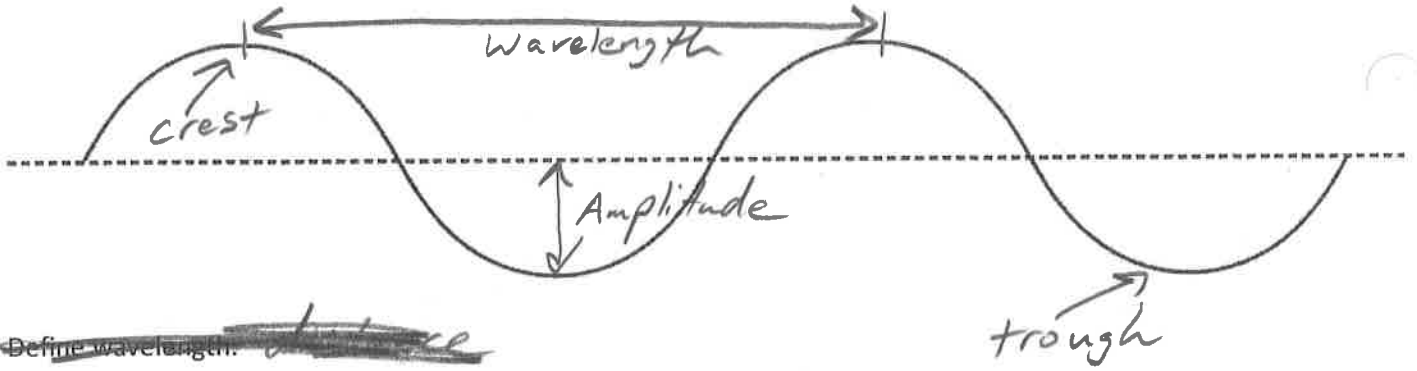 wavelength
crest
Amplitude
trough
Define wavelength: